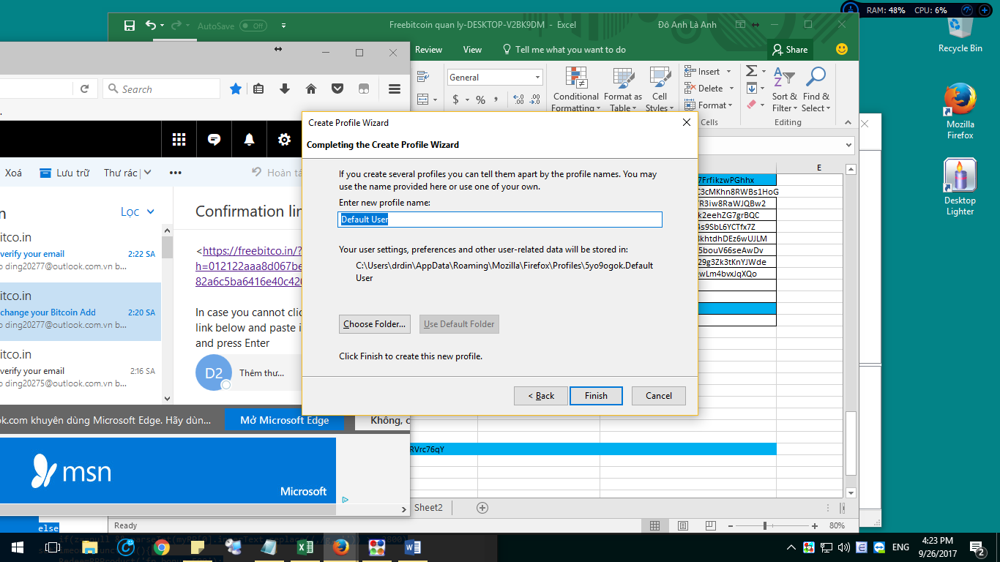 RAM: 48% CPU: 6%
AutoSave Off
Freebitcoin quan ly-DESKTOP-V2BK9DM - Excel
Đô Anh Là Anh
Recycle Bin
Review View Tell me what you want to do
Share
Search
General
$ % ,
Conditional
Formatting
Format as
Table
Cell
Styles
Insert
Delete
Format
Cells
Sort &
Filter
Find &
Select
Editing
Mozilla
Firefox
Desktop
Lighter
Create Profile Wizard
Completing the Create Profile Wizard
If you create several profiles you can tell them apart by the profile names. You may
use the name provided here or use one of your own.
Enter new profile name:
Default User
Your user settings, preferences and other user-related data will be stored in:
C:\Users\drdin\AppData\Roaming\Mozilla\Firefox\Profiles\5yo9ogok.Default
User
Choose Folder...
Use Default Folder
Click Finish to create this new profile.
< Back
Finish
Cancel
Xoá
Lưu trữ
Thư rác
Hoàn tá
Lọc
Confirmation lin
itco.in
verify your email 2:22 SA
o ding20277@outlook.com.vn b...
itco.in
change your Bitcoin Add 2:20 SA
o ding20277@outlook.com.vn b...
itco.in
verify your email 2:16 SA
o ding20275@outlook.com.vn b...
<https://freebitco.in/?
h=012122aaa8d067be
82a6c5ba6416e40c42
In case you cannot clic
link below and paste i
and press Enter
D2
Thêm thư...
ok.com khuyên dùng Microsoft Edge. Hãy dùn...
Mở Microsoft Edge
Không, c
msn
Microsoft
E
7FrfikzwPGhhx
C3cMKhn8RWBs1HoG
R3iw8RaWJQBw2
k2eehZG7grBQC
4s9SbL6YCTfx7Z
8khtdhDEz6wUJLM
5bouV66seAwDv
29g3Zk3tKnYJWde
wLm4bvxJqXQo
RVrc76qY
Sheet2
Ready
80%
else
ENG
4:23 PM
9/26/2017
2